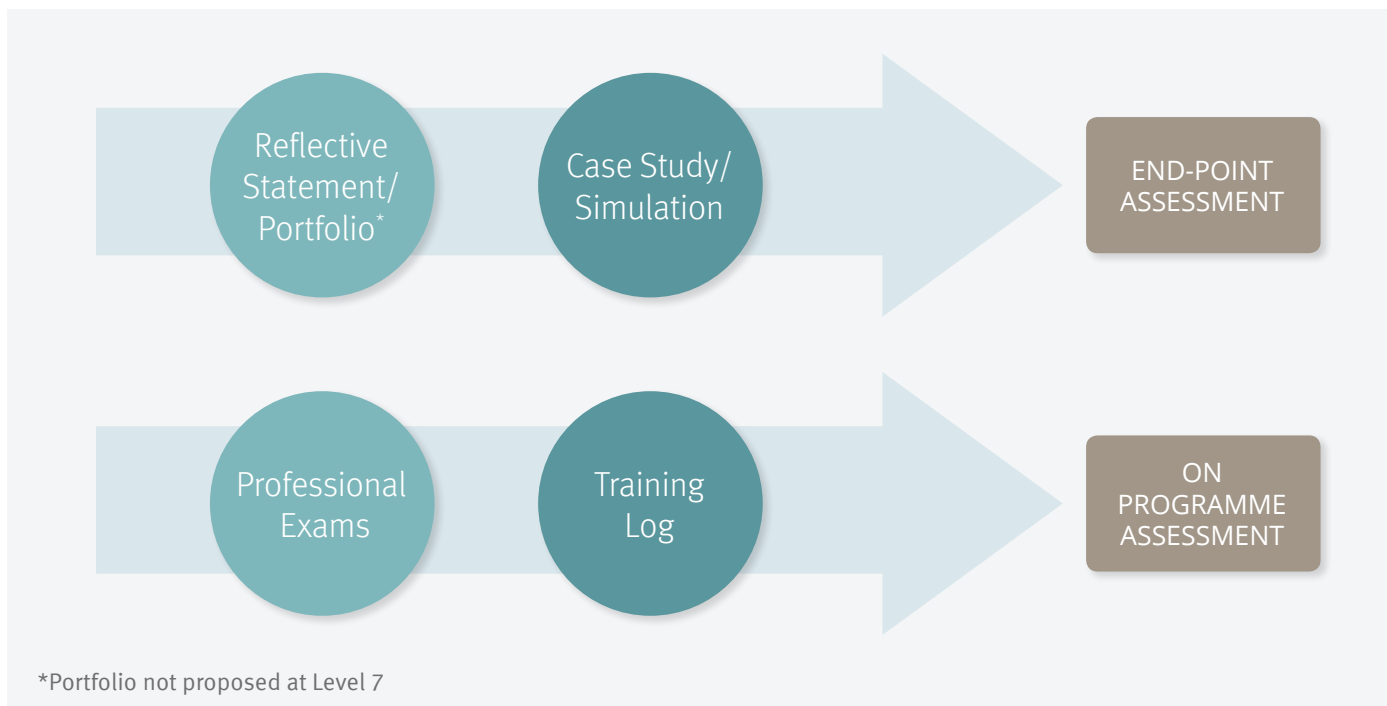 Reflective
Statement/
Portfolio*
Case Study/
Simulation
END-POINT
ASSESSMENT
Professional
Exams
Training
Log
ON
PROGRAMME
ASSESSMENT
*Portfolio not proposed at Level 7